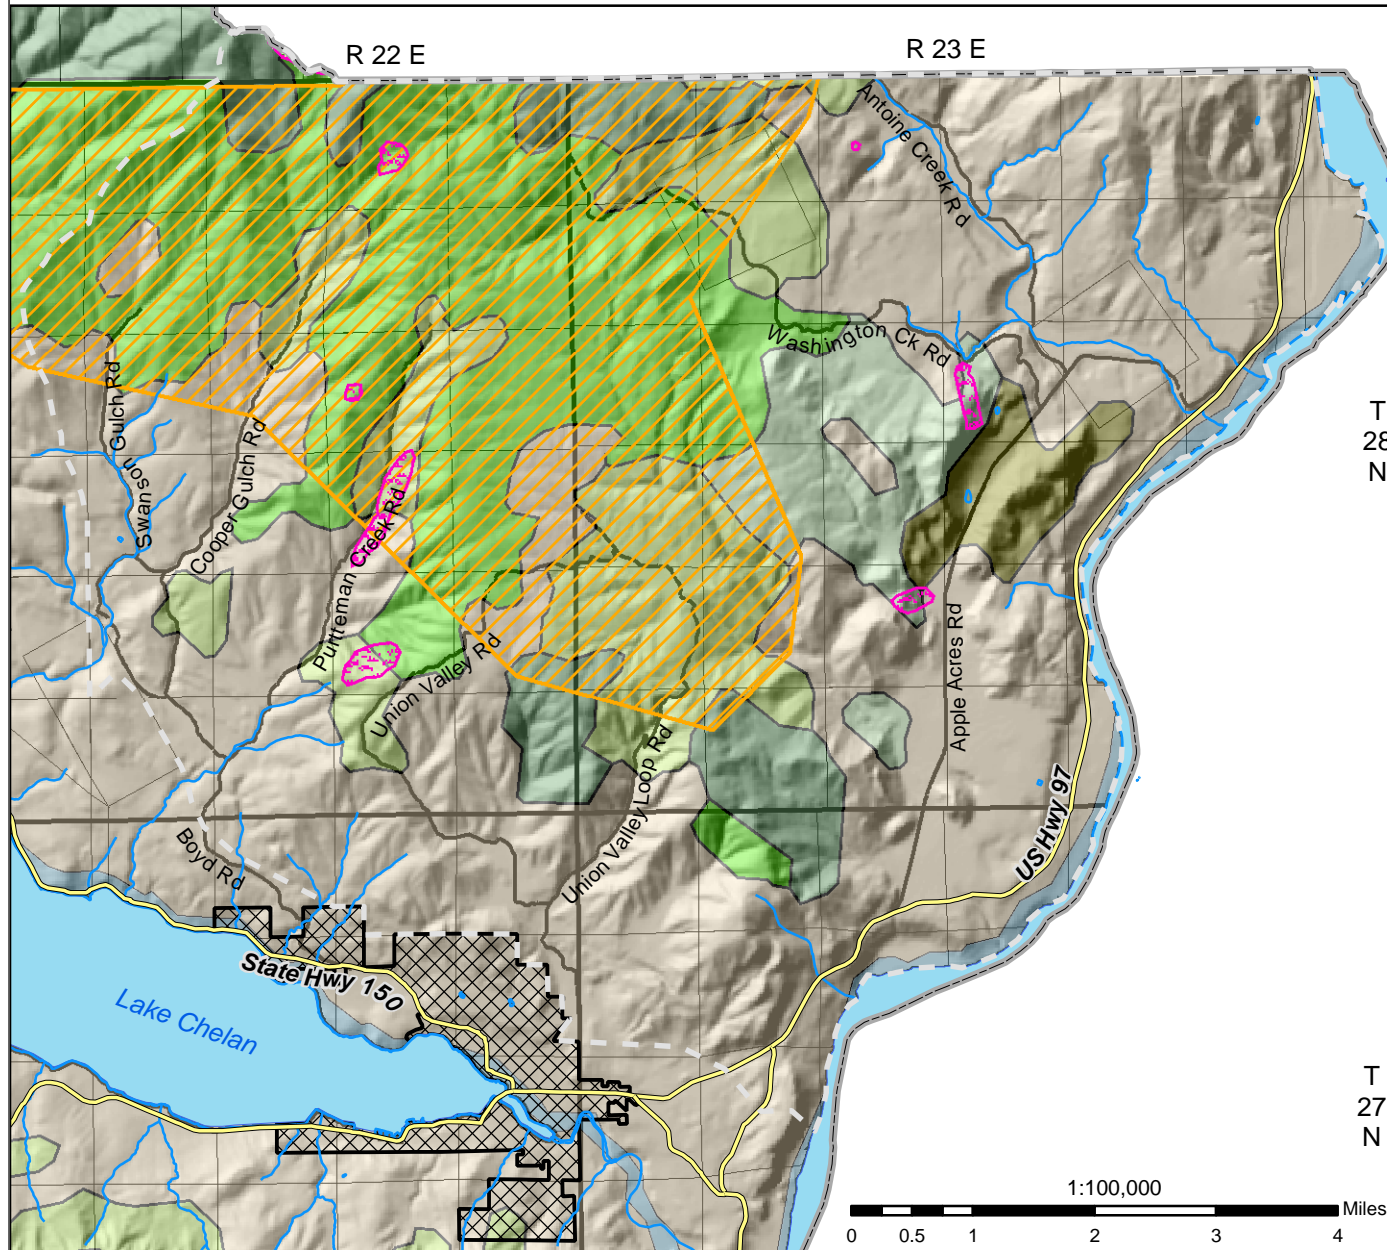 R 22 E
R 23 E
Antoine Creek Rd
Washington Ck Rd
T
28
N
Swanson Gulch Rd
Cooper Gulch Rd
Purtteman Creek Rd
Union Valley Rd
Apple Acres Rd
Union Valley Loop Rd
US Hwy 97
Boyd Rd
State Hwy 150
Lake Chelan
T
27
N
1:100,000
Miles
0 0.5 1 2 3 4